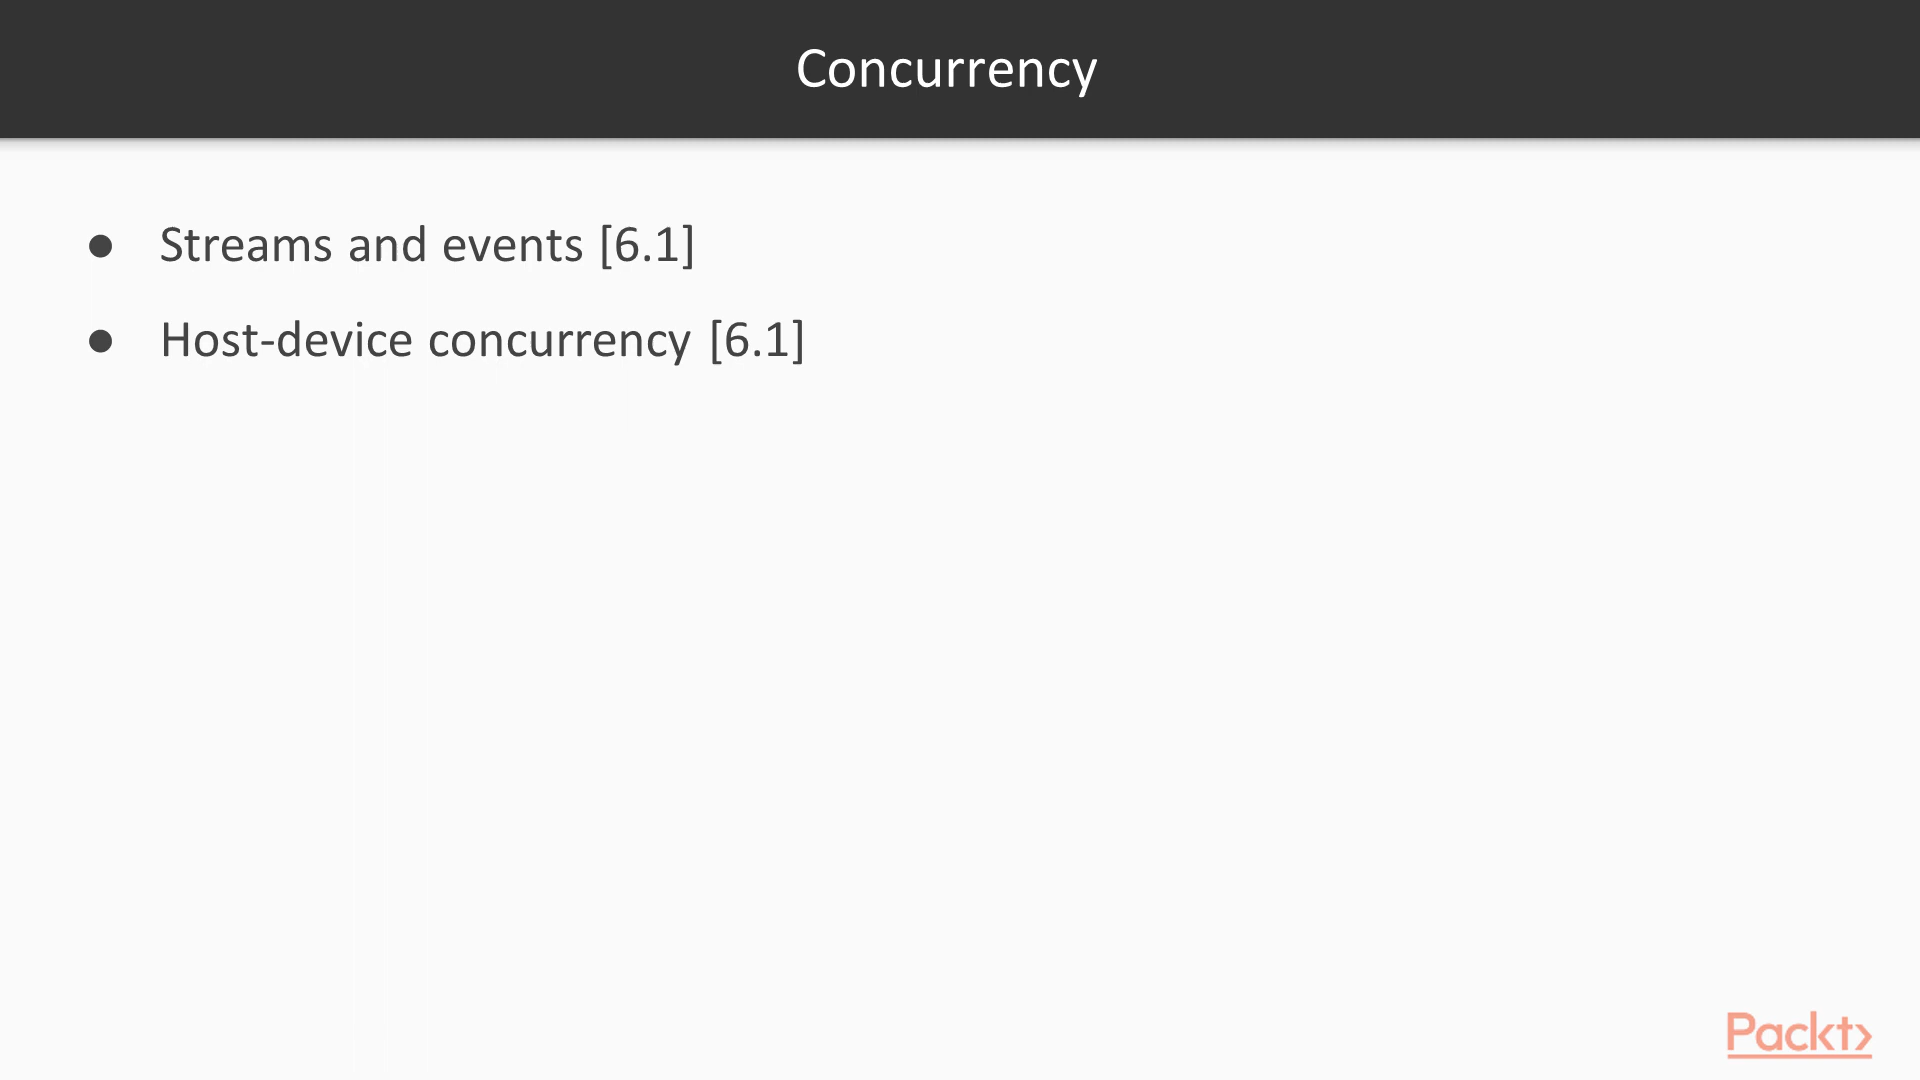 Concurrency
● Streams and events [6.1]
● Host-device concurrency [6.1]
Packt>